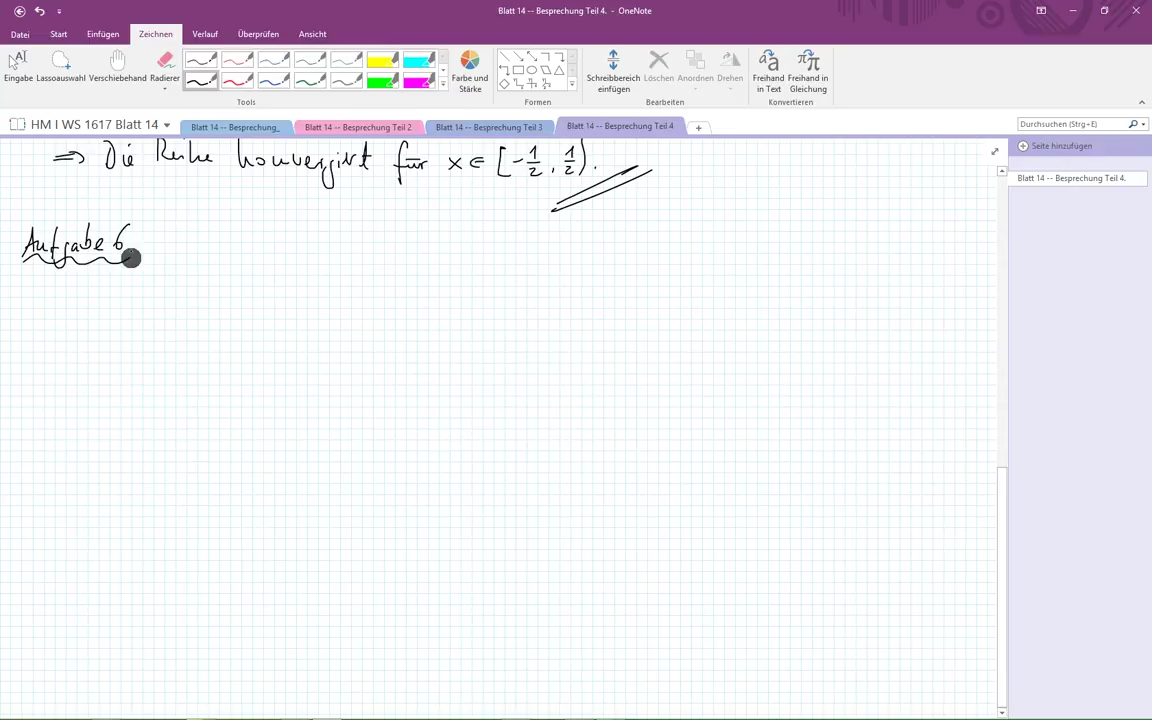 Blatt 14 -- Besprechung Teil 4. - OneNote
Datei Start Einfügen Zeichnen Verlauf Überprüfen Ansicht
Eingabe Lassoauswahl Verschiebehand Radierer Farbe und Stärke Schreibbereich einfügen Löschen Anordnen Drehen Freihand in Text Freihand in Gleichung
Tools Formen Bearbeiten Konvertieren
HM I WS 1617 Blatt 14 Blatt 14 -- Besprechung_ Blatt 14 -- Besprechung Teil 2 Blatt 14 -- Besprechung Teil 3 Blatt 14 -- Besprechung Teil 4 Durchsuchen (Strg+E)
Seite hinzufügen
Blatt 14 -- Besprechung Teil 4.
⇒ Die Reihe konvergirt für x ∈ [-1/2, 1/2).
Aufgabe 6